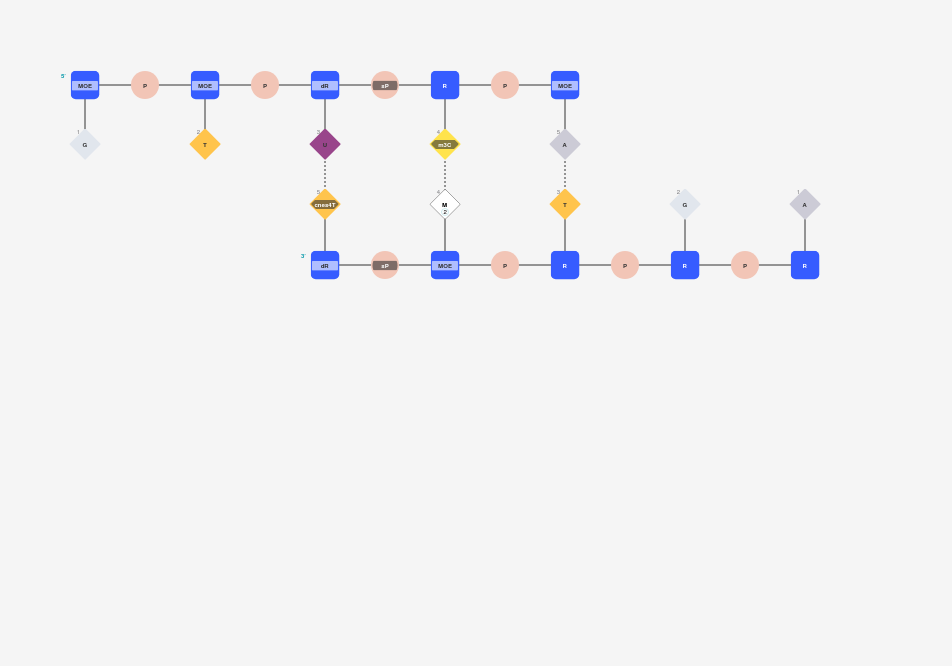 5'
MOE P MOE P dR sP R P MOE
1 2 3 4 5
G T U m3C A
5 4 3 2 1
cnes4T M T G A
2
3'
dR sP MOE P R P R P R